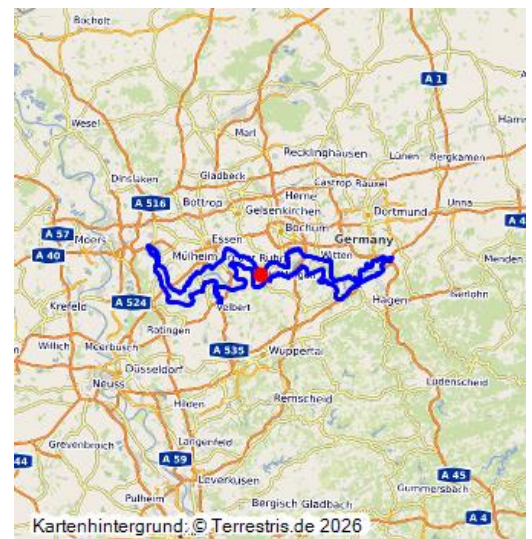 Bocholt
A 1
Wesel
Marl
Recklinghausen
Lünen
Bergkamen
Dinslaken
Gladbeck
Castrop Rauxel
A 516
Bottrop
Herne
Unna
Gelsenkirchen
Dortmund
A 57
Moers
Essen
Bochum
Germany
A 40
Mülheim
Witten
Menden
Krefeld
A 524
Velbert
Hagen
Iserlohn
Ratingen
Willich
Meerbusch
A 535
Wuppertal
Düsseldorf
Lüdenscheid
Neuss
Hilden
Remscheid
Grevenbroich
Langenfeld
44
A 59
A 45
Leverkusen
Gummersbach
Pulheim
Bergisch Gladbach
A 4
Kartenhintergrund: © Terrestris.de 2026